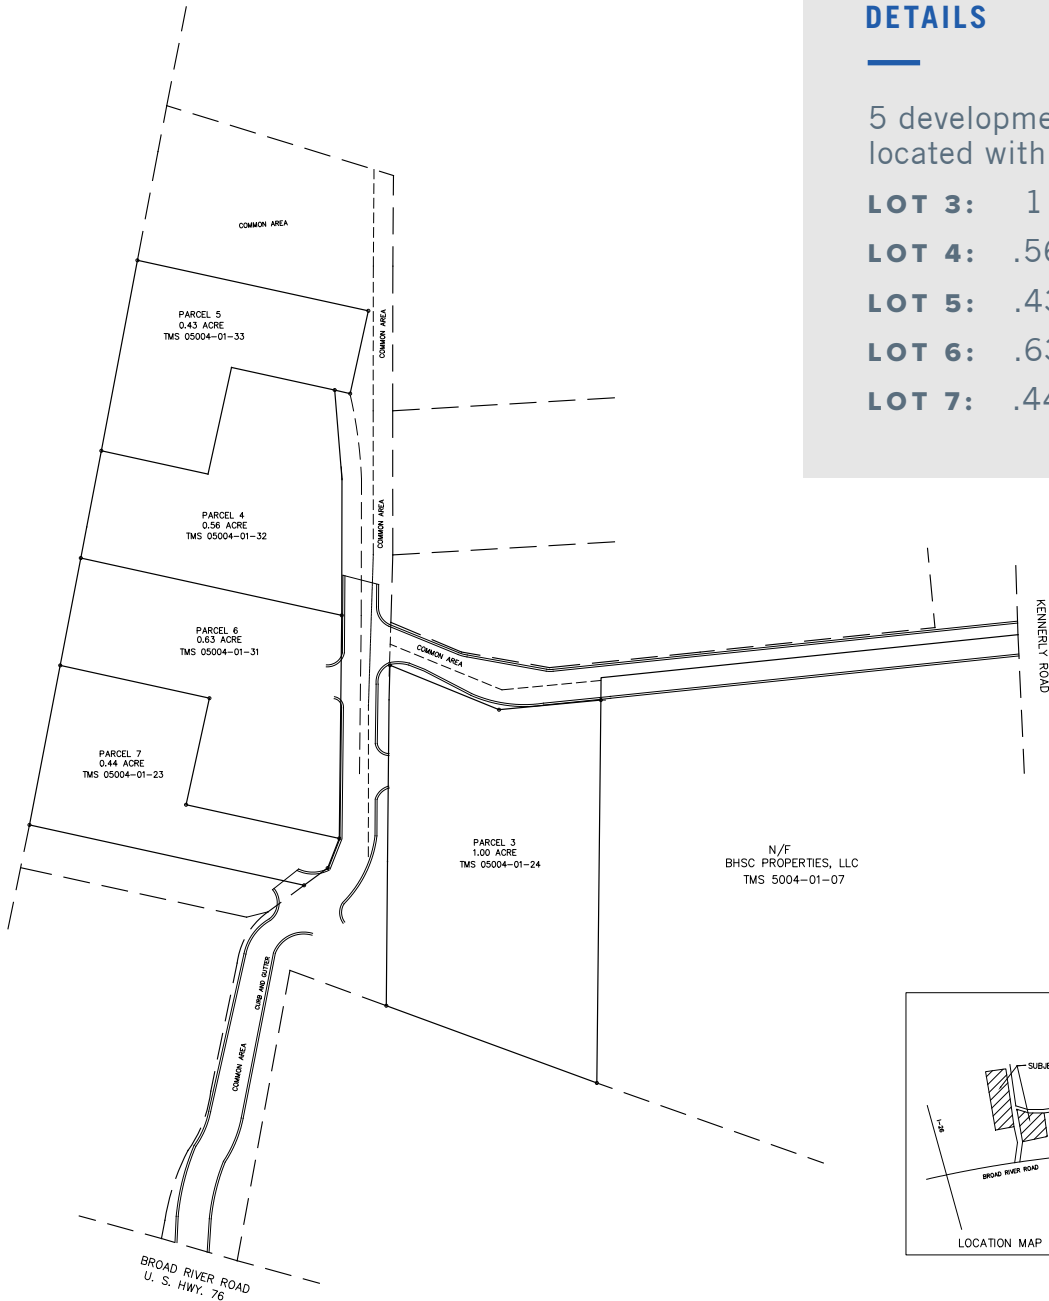 DETAILS
5 developme
located with
LOT 3: 1
LOT 4: .56
LOT 5: .43
LOT 6: .63
LOT 7: .44
COMMON AREA
PARCEL 5
0.43 ACRE
TMS 05004-01-33
COMMON AREA
PARCEL 4
0.56 ACRE
TMS 05004-01-32
COMMON AREA
PARCEL 6
0.63 ACRE
TMS 05004-01-31
COMMON AREA
KENNERLY ROAD
PARCEL 7
0.44 ACRE
TMS 05004-01-23
PARCEL 3
1.00 ACRE
TMS 05004-01-24
N/F
BHSC PROPERTIES, LLC
TMS 5004-01-07
CURB AND GUTTER
COMMON AREA
SUBJE
I-26
BROAD RIVER ROAD
LOCATION MAP
BROAD RIVER ROAD
U. S. HWY. 76